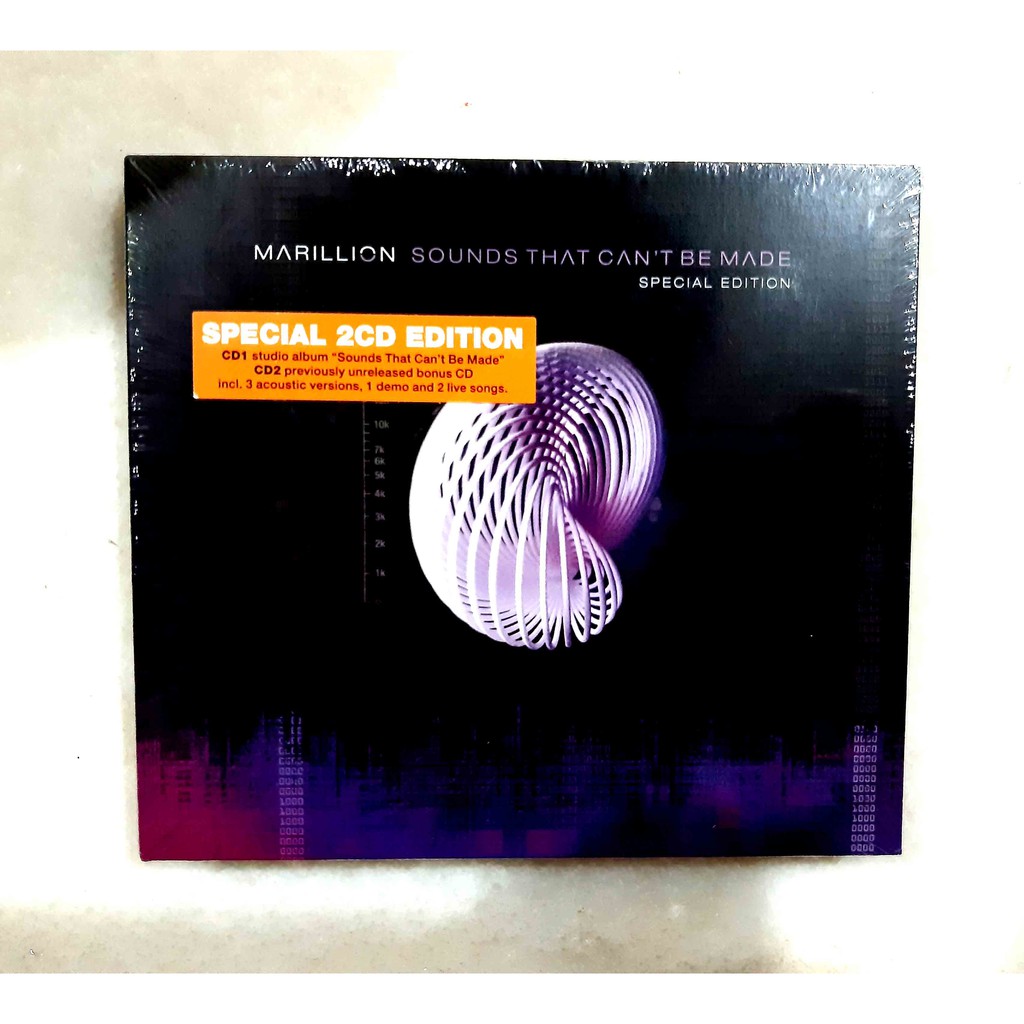 MARILLION SOUNDS THAT CAN'T BE MADE
SPECIAL EDITION
SPECIAL 2CD EDITION
CD1 studio album "Sounds That Can't Be Made"
CD2 previously unreleased bonus CD
incl. 3 acoustic versions, 1 demo and 2 live songs.
10k
7k
6k
5k
4k
3k
2k
1k